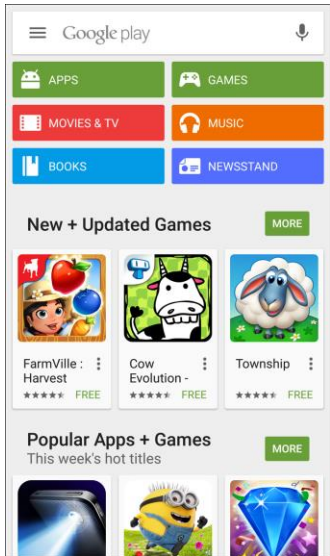 Google play
APPS
GAMES
MOVIES & TV
MUSIC
BOOKS
NEWSSTAND
New + Updated Games
MORE
FarmVille :
Harvest
FREE
Cow
Evolution -
FREE
Township
FREE
Popular Apps + Games
This week's hot titles
MORE